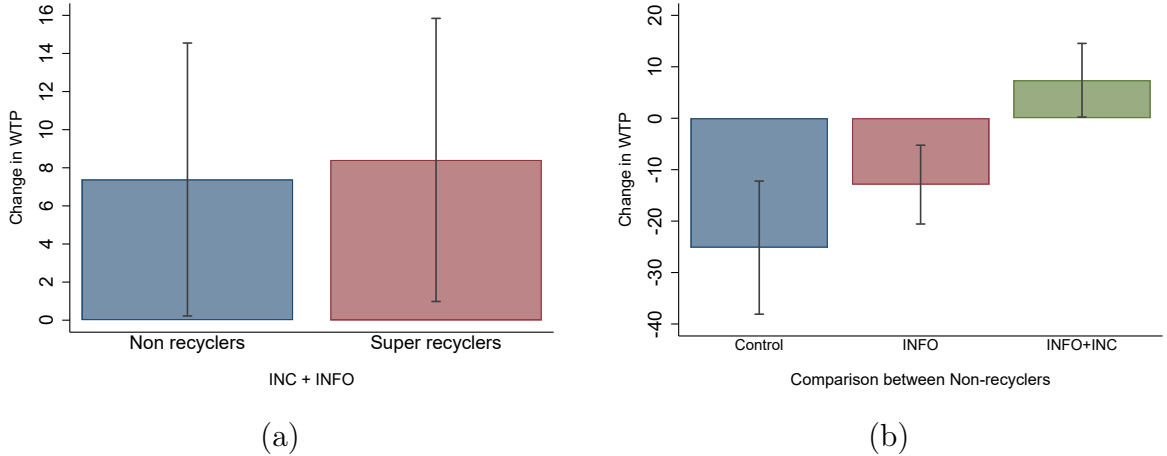 Change in WTP
16
14
12
10
8
6
4
2
0
Non recyclers Super recyclers
INC + INFO
(a)
Change in WTP
20
10
0
-10
-20
-30
-40
Control INFO INFO+INC
Comparison between Non-recyclers
(b)